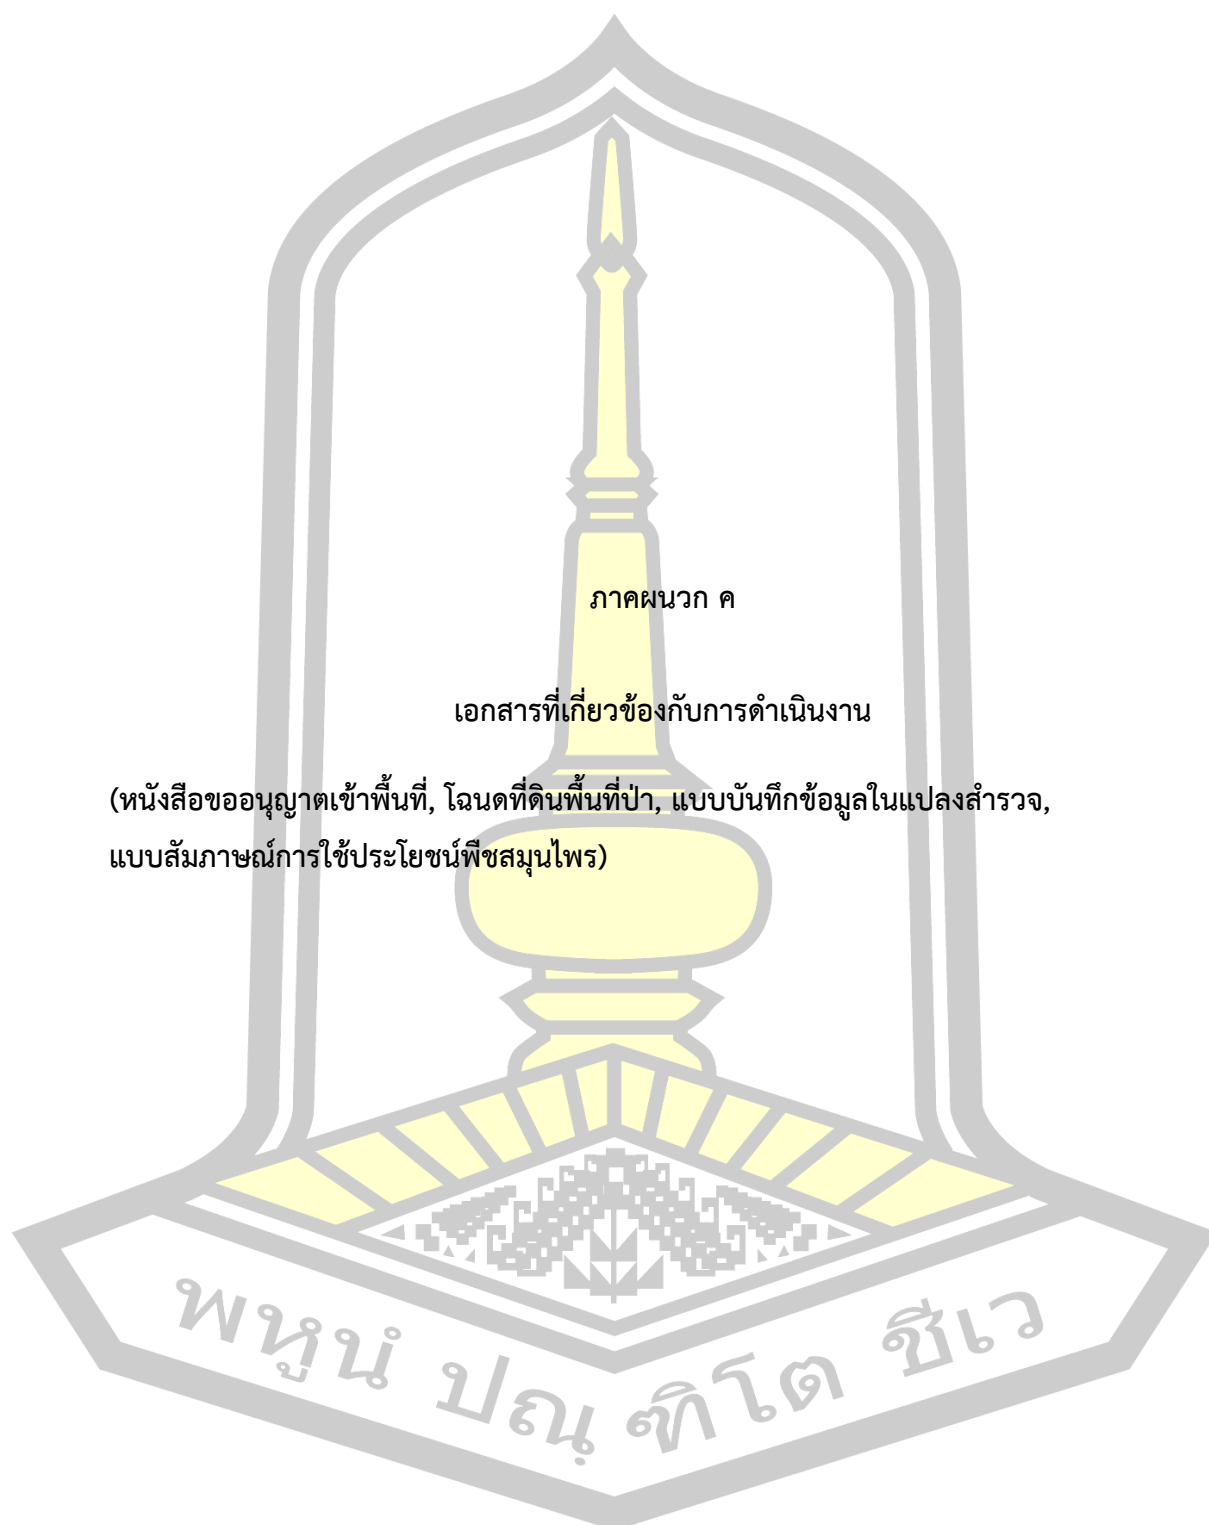 ภาคผนวก ค
เอกสารที่เกี่ยวข้องกับการดำเนินงาน
(หนังสือขออนุญาตเข้าพื้นที่, โฉนดที่ดินพื้นที่ป่า, แบบบันทึกข้อมูลในแปลงสำรวจ,
แบบสัมภาษณ์การใช้ประโยชน์พืชสมุนไพร)
พหูนํ ปณฺฑิโต ชีเว